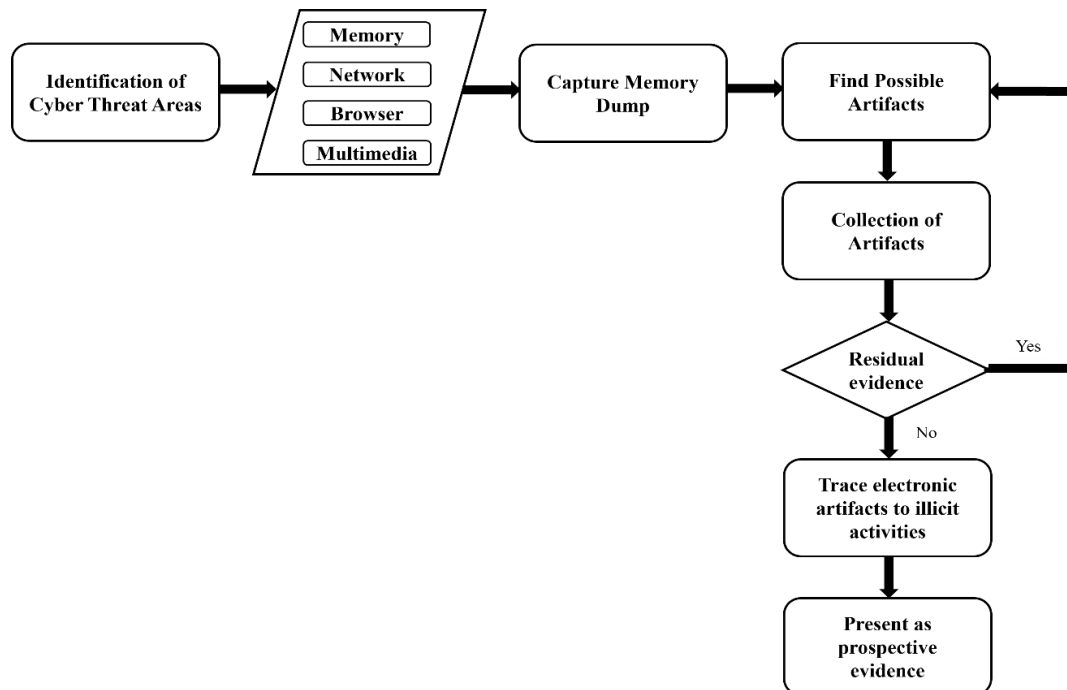 Identification of
Cyber Threat Areas
Memory
Network
Browser
Multimedia
Capture Memory
Dump
Find Possible
Artifacts
Collection of
Artifacts
Residual
evidence
Yes
No
Trace electronic
artifacts to illicit
activities
Present as
prospective
evidence